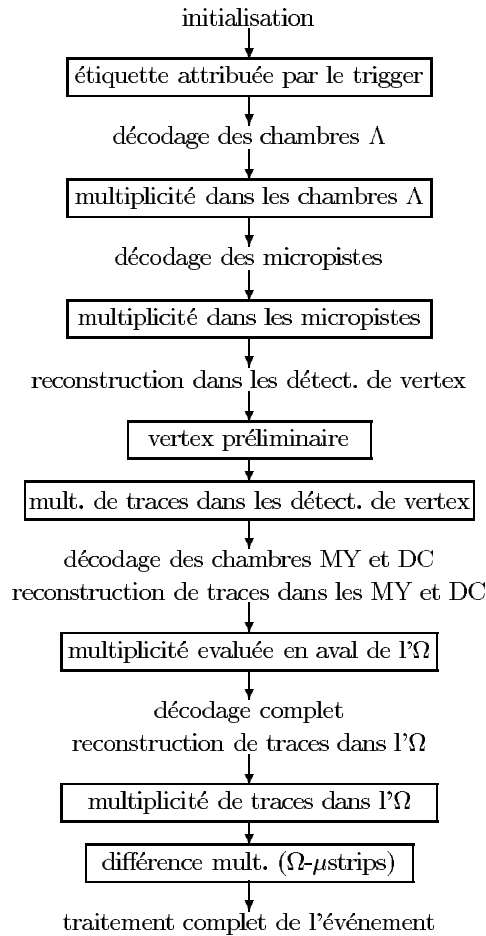 initialisation
étiquette attribuée par le trigger
décodage des chambres Λ
multiplicité dans les chambres Λ
décodage des micropistes
multiplicité dans les micropistes
reconstruction dans les détect. de vertex
vertex préliminaire
mult. de traces dans les détect. de vertex
décodage des chambres MY et DC
reconstruction de traces dans les MY et DC
multiplicité evaluée en aval de l'Ω
décodage complet
reconstruction de traces dans l'Ω
multiplicité de traces dans l'Ω
différence mult. (Ω-μstrips)
traitement complet de l'événement